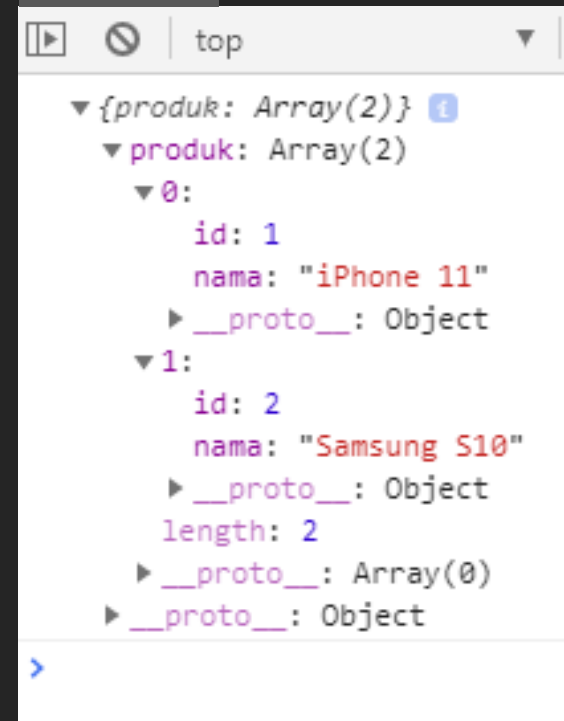 top
{produk: Array(2)} i
produk: Array(2)
0:
id: 1
nama: "iPhone 11"
__proto__: Object
1:
id: 2
nama: "Samsung S10"
__proto__: Object
length: 2
__proto__: Array(0)
__proto__: Object
>